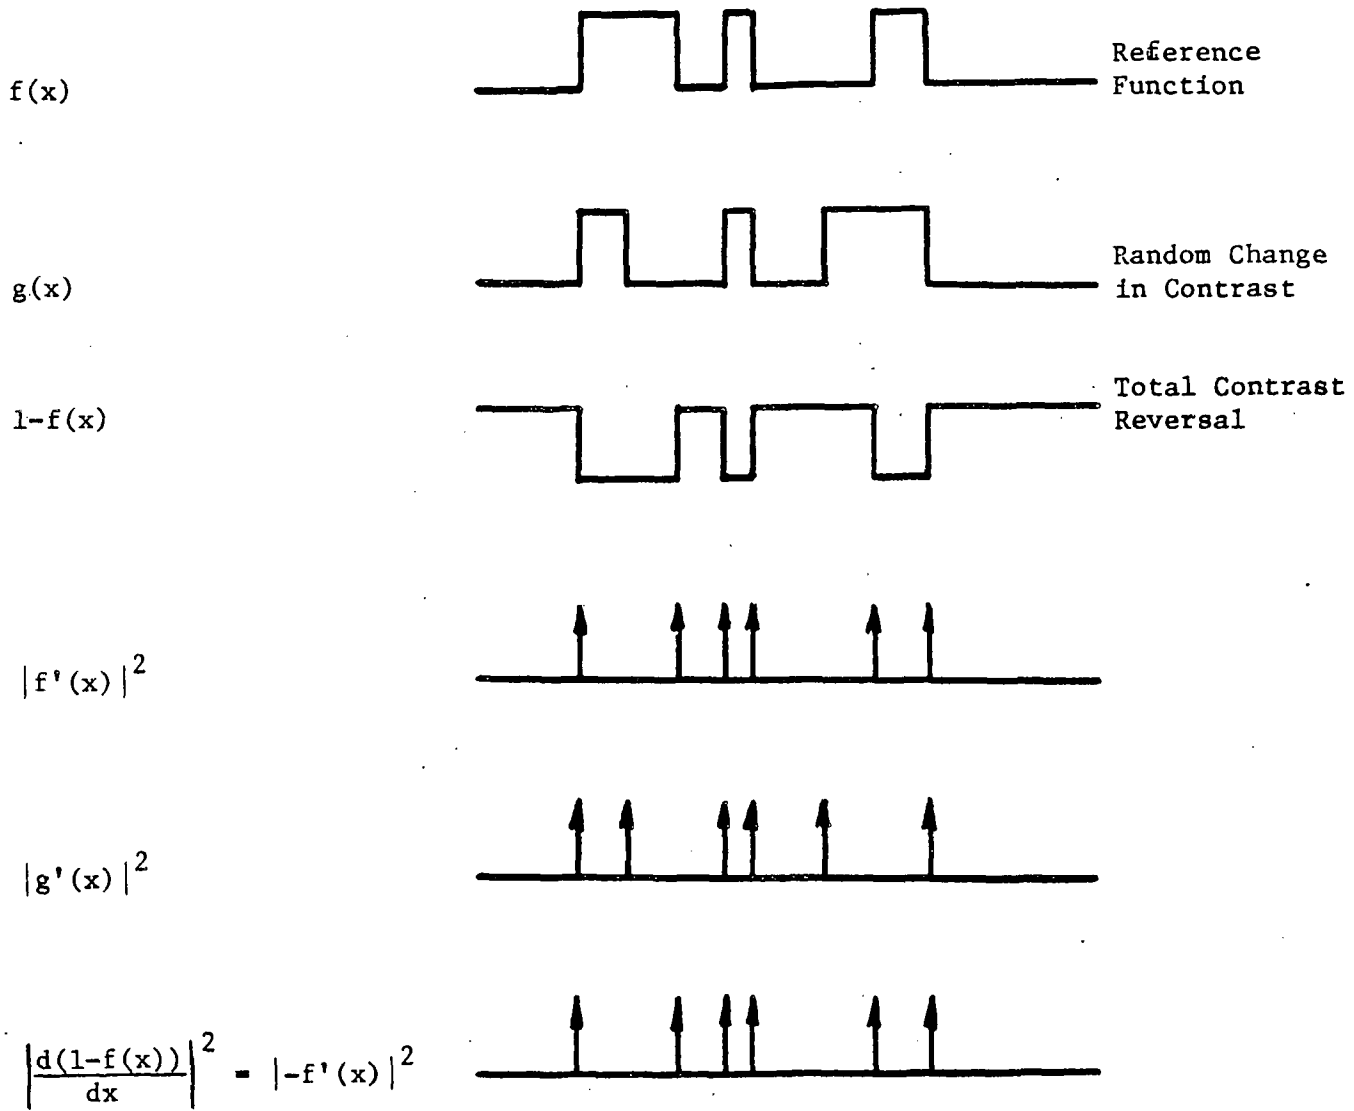 f(x)
Reference
Function
g(x)
Random Change
in Contrast
1-f(x)
Total Contrast
Reversal
|f'(x)|²
|g'(x)|²
|d(1-f(x))/dx|² = |-f'(x)|²